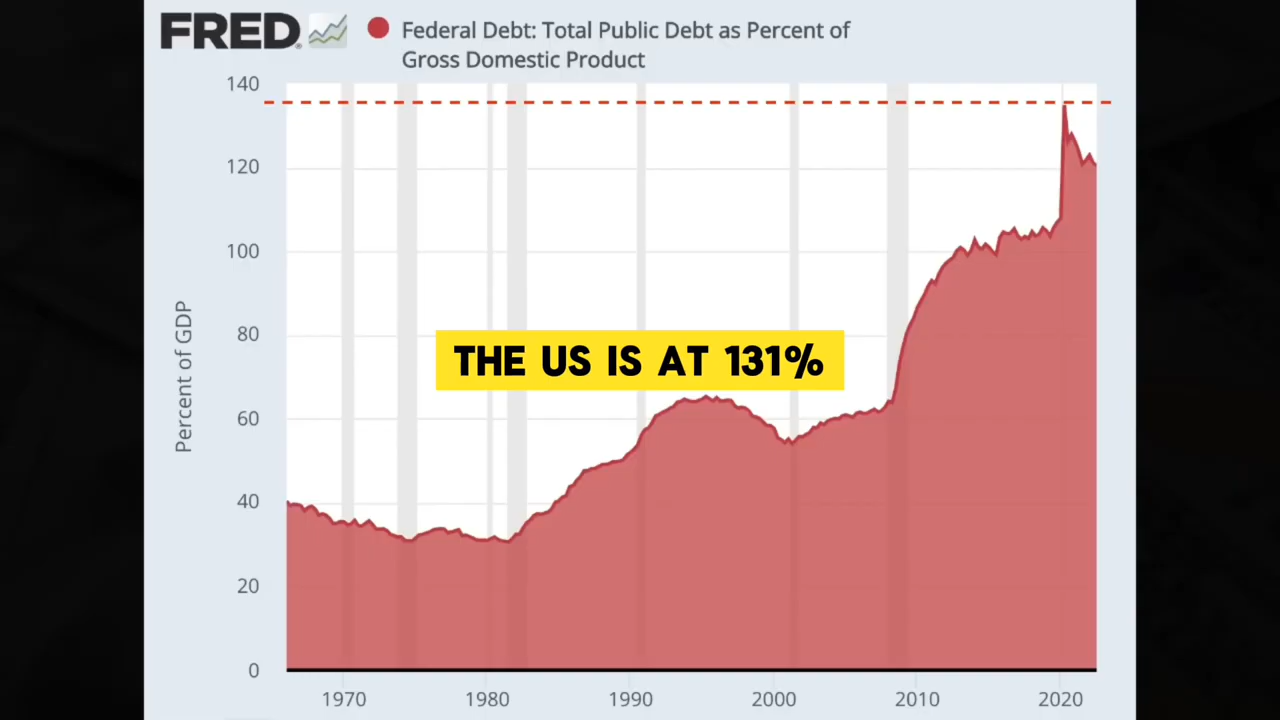 FRED
Federal Debt: Total Public Debt as Percent of
Gross Domestic Product
140
120
100
80
60
40
20
0
Percent of GDP
THE US IS AT 131%
1970
1980
1990
2000
2010
2020